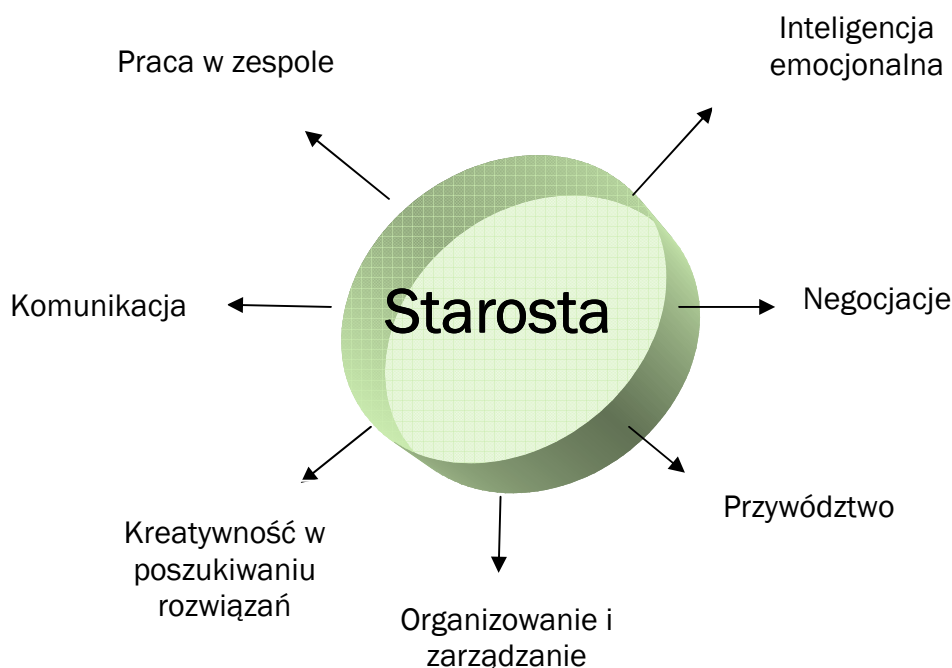 Inteligencja
emocjonalna
Praca w zespole
Komunikacja
Starosta
Negocjacje
Przywództwo
Kreatywność w
poszukiwaniu
rozwiązań
Organizowanie i
zarządzanie